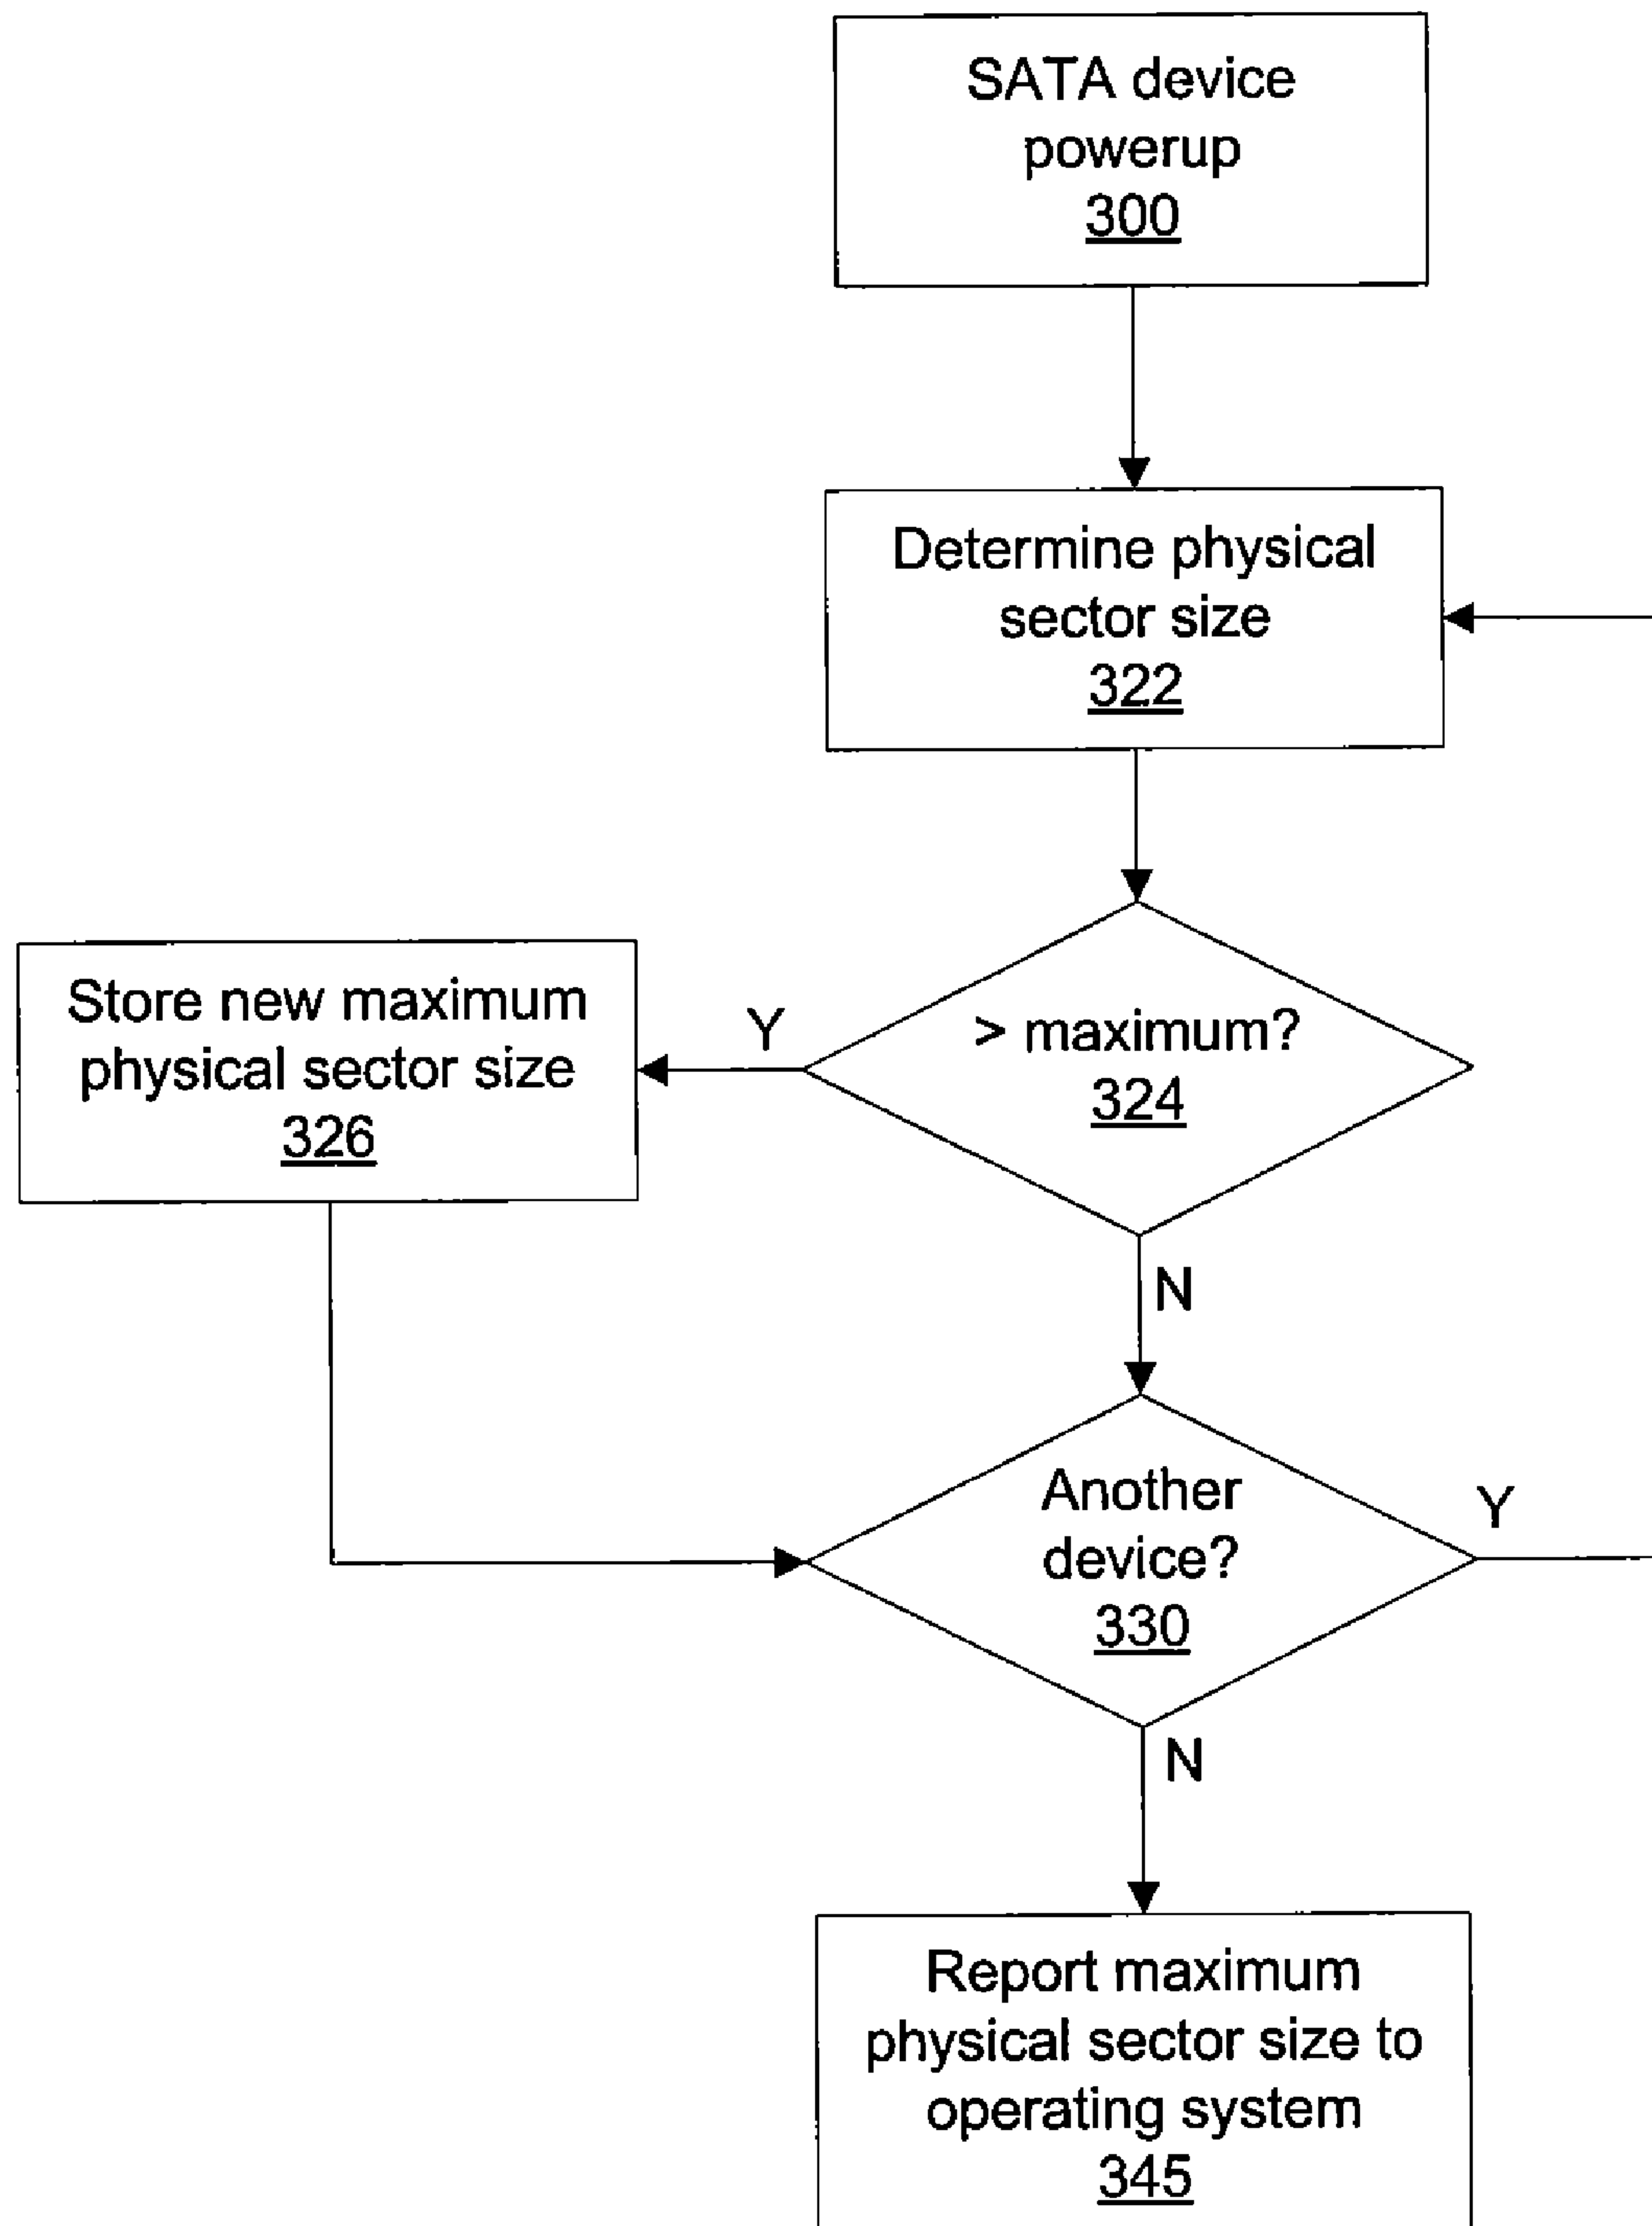 SATA device
powerup
300
Determine physical
sector size
322
> maximum?
324
Y
Store new maximum
physical sector size
326
N
Another
device?
330
Y
N
Report maximum
physical sector size to
operating system
345